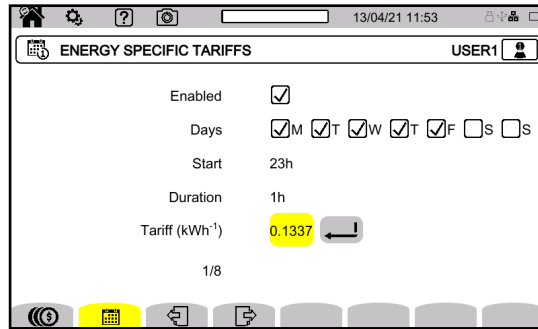 ?
13/04/21 11:53
ENERGY SPECIFIC TARIFFS USER1
Enabled
Days M T W T F S S
Start 23h
Duration 1h
Tariff (kWh⁻¹) 0.1337
1/8